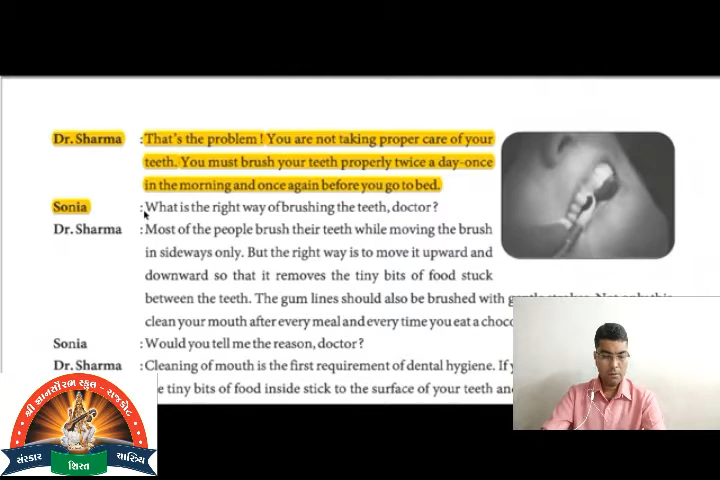 Dr. Sharma : That's the problem ! You are not taking proper care of your
teeth. You must brush your teeth properly twice a day-once
in the morning and once again before you go to bed.
Sonia : What is the right way of brushing the teeth, doctor?
Dr. Sharma : Most of the people brush their teeth while moving the brush
in sideways only. But the right way is to move it upward and
downward so that it removes the tiny bits of food stuck
between the teeth. The gum lines should also be brushed with
clean your mouth after every meal and every time you eat a
Sonia : Would you tell me the reason, doctor?
Dr. Sharma : Cleaning of mouth is the first requirement of dental hygiene. If
tiny bits of food inside stick to the surface of your teeth
શ્રી જ્ઞાનસૌરભ સ્કુલ - રાજકોટ
સંસ્કાર
શિસ્ત
ચારિત્ર્ય